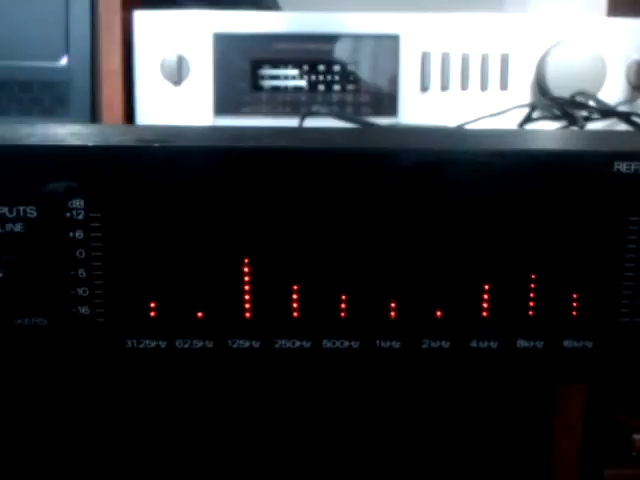 REF
PUTS
LINE
dB
+12
+6
0
-5
-10
-16
KERS
31.25Hz 62.5Hz 125Hz 250Hz 500Hz 1kHz 2kHz 4kHz 8kHz 16kHz